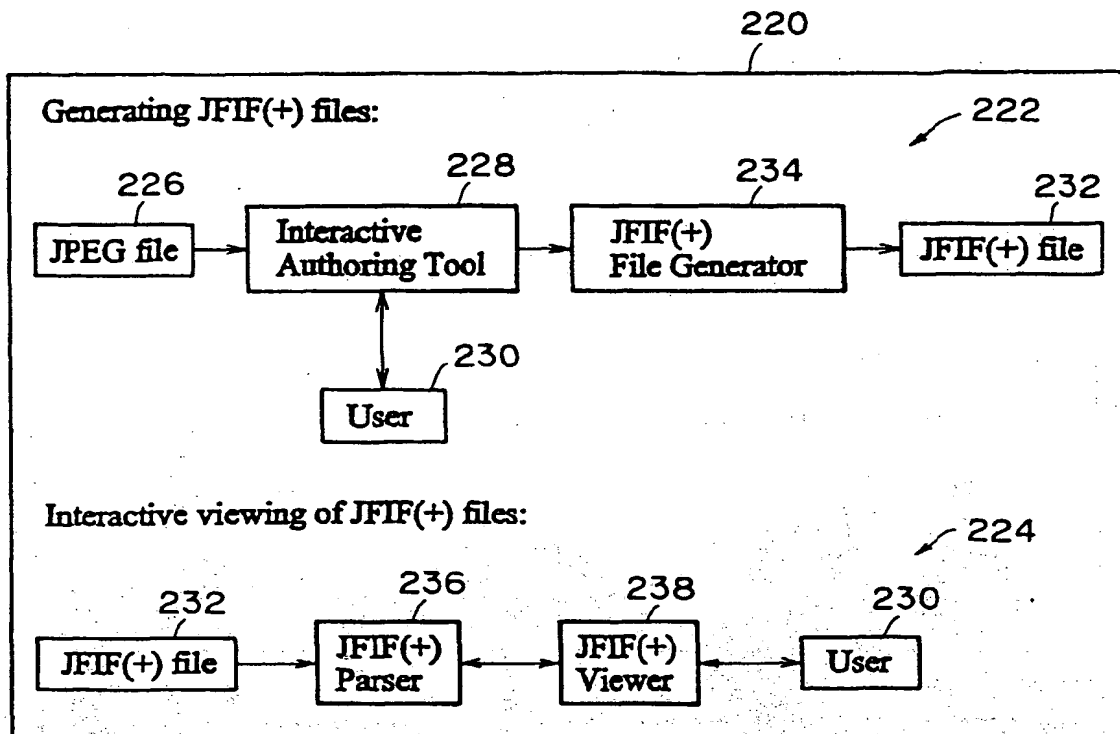 220
Generating JFIF(+) files:
222
226
228
234
232
JPEG file
Interactive
Authoring Tool
JFIF(+)
File Generator
JFIF(+) file
230
User
Interactive viewing of JFIF(+) files:
224
232
236
238
230
JFIF(+) file
JFIF(+)
Parser
JFIF(+)
Viewer
User